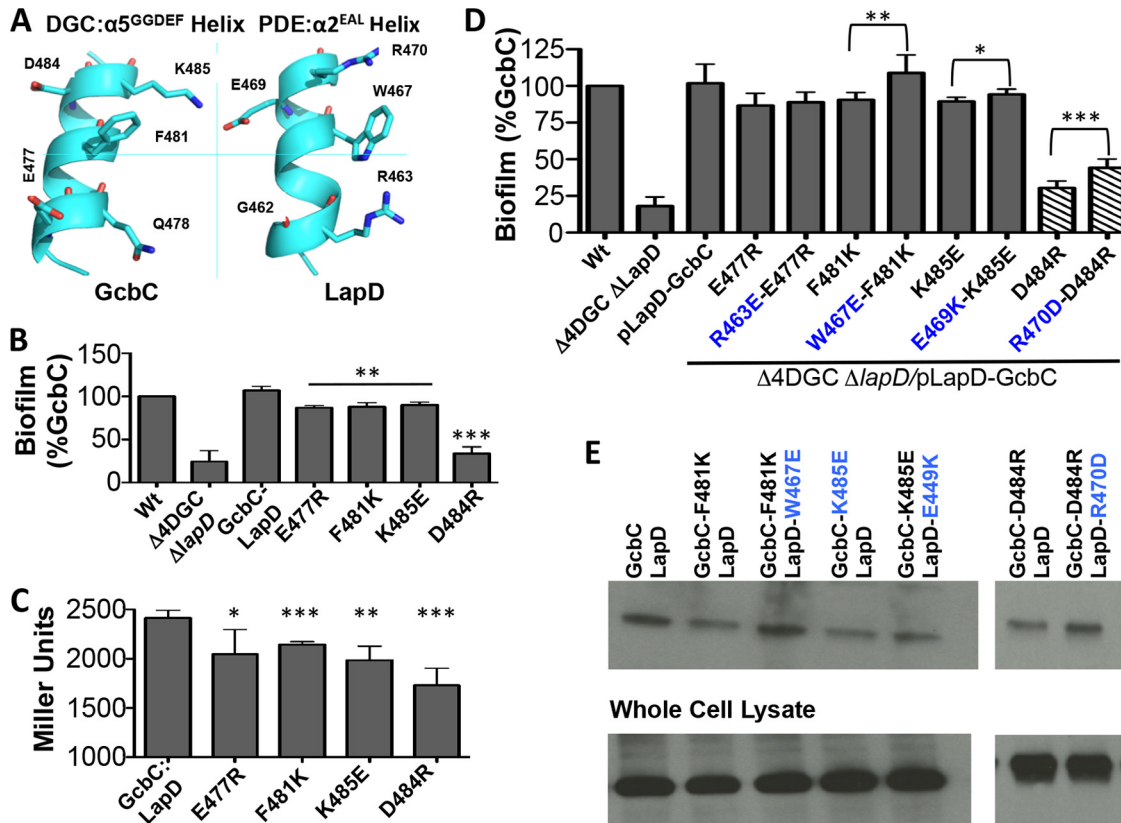 A
DGC:α5GGDEF Helix
PDE:α2EAL Helix
D484
K485
F481
E477
Q478
GcbC
R470
E469
W467
R463
G462
LapD
B
Biofilm
(%GcbC)
150
100
50
0
**
***
Wt
Δ4DGC
ΔlapD
GcbC-
LapD
E477R
F481K
K485E
D484R
C
Miller Units
2500
2000
1500
1000
*
***
**
***
GcbC:
LapD
E477R
F481K
K485E
D484R
D
Biofilm (%GcbC)
125
100
75
50
25
0
**
*
***
Wt
Δ4DGC ΔLapD
pLapD-GcbC
E477R
R463E-E477R
F481K
W467E-F481K
K485E
E469K-K485E
D484R
R470D-D484R
Δ4DGC ΔlapD/pLapD-GcbC
E
GcbC
LapD
GcbC-F481K
LapD
GcbC-F481K
LapD-W467E
GcbC-K485E
LapD
GcbC-K485E
LapD-E449K
GcbC-D484R
LapD
GcbC-D484R
LapD-R470D
Whole Cell Lysate